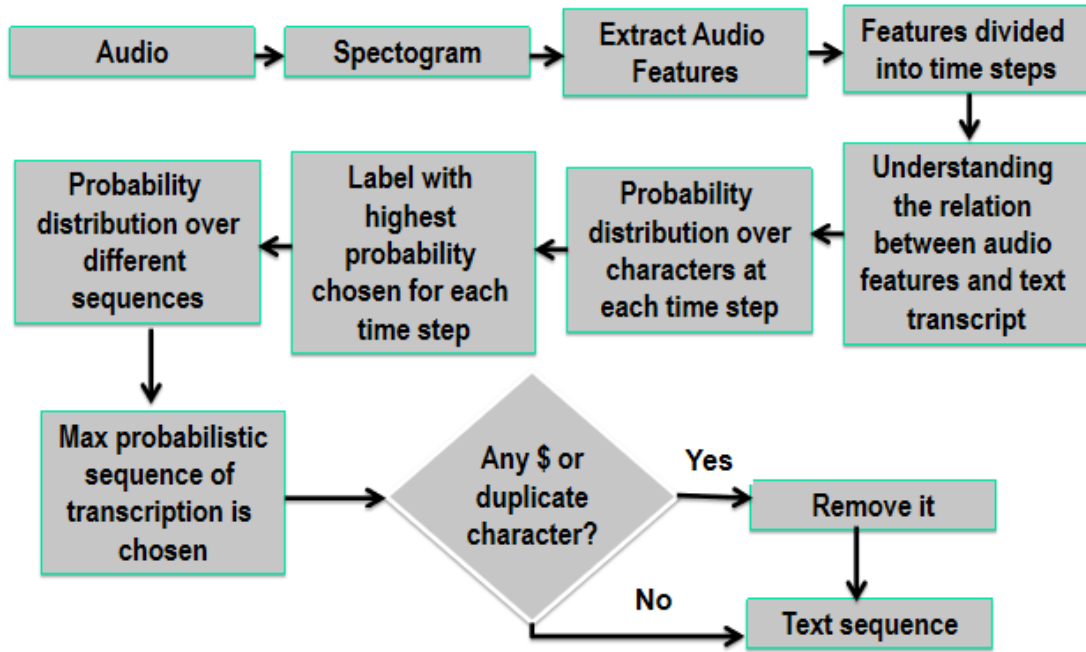 Audio
Spectogram
Extract Audio
Features
Features divided
into time steps
Understanding
the relation
between audio
features and text
transcript
Probability
distribution over
characters at
each time step
Label with
highest
probability
chosen for each
time step
Probability
distribution over
different
sequences
Max probabilistic
sequence of
transcription is
chosen
Any $ or
duplicate
character?
Yes
Remove it
No
Text sequence